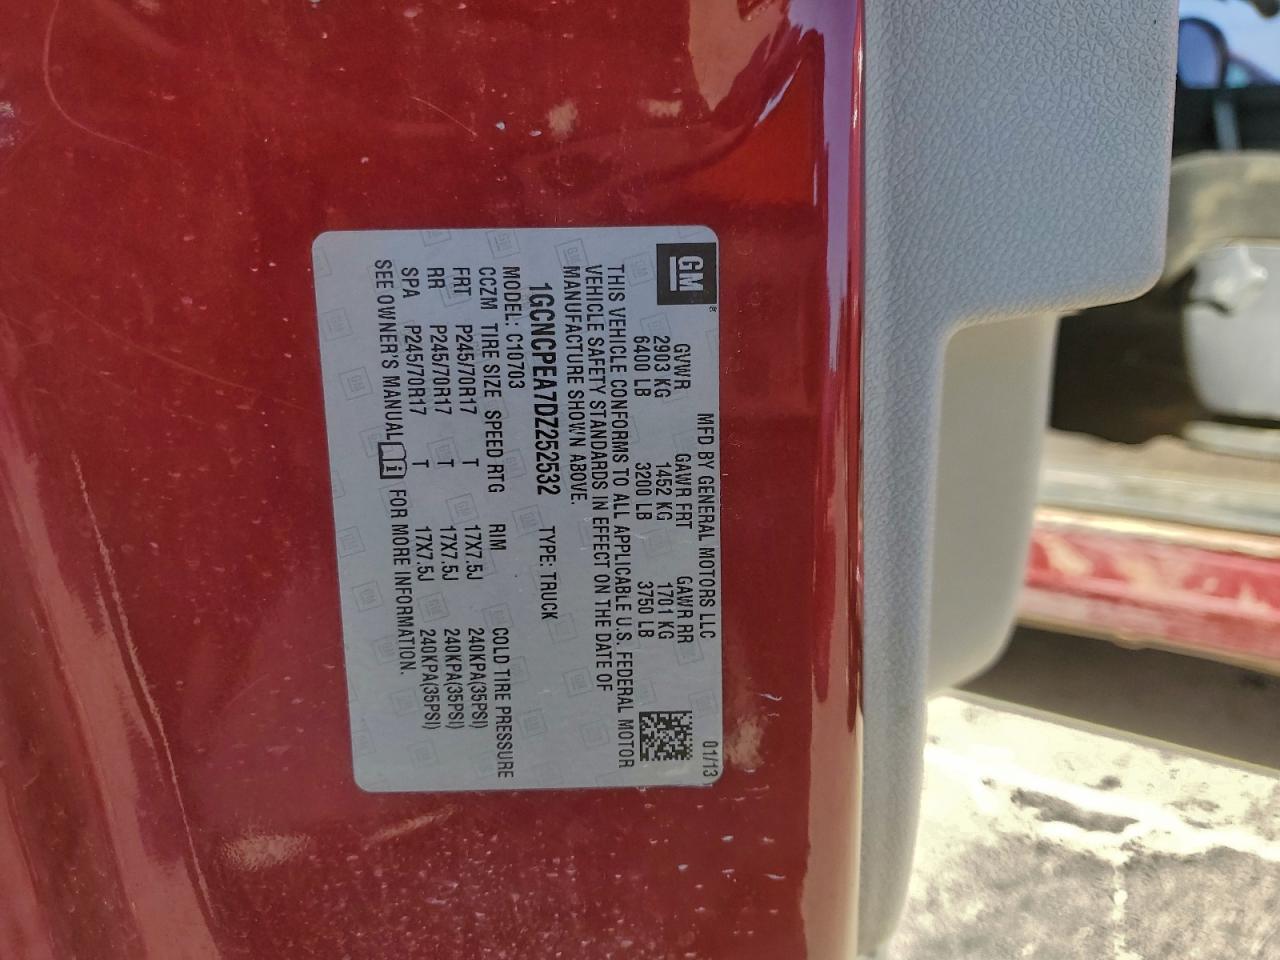 GM
MFD BY GENERAL MOTORS LLC 01/13
GVWR GAWR FRT GAWR RR
2903 KG 1452 KG 1701 KG
6400 LB 3200 LB 3750 LB
THIS VEHICLE CONFORMS TO ALL APPLICABLE U.S. FEDERAL MOTOR
VEHICLE SAFETY STANDARDS IN EFFECT ON THE DATE OF
MANUFACTURE SHOWN ABOVE.
1GCNCPEA7DZ252532 TYPE: TRUCK
MODEL: C10703
CCZM TIRE SIZE SPEED RTG RIM COLD TIRE PRESSURE
FRT P245/70R17 T 17X7.5J 240KPA(35PSI)
RR P245/70R17 T 17X7.5J 240KPA(35PSI)
SPA P245/70R17 T 17X7.5J 240KPA(35PSI)
SEE OWNER'S MANUAL i FOR MORE INFORMATION.